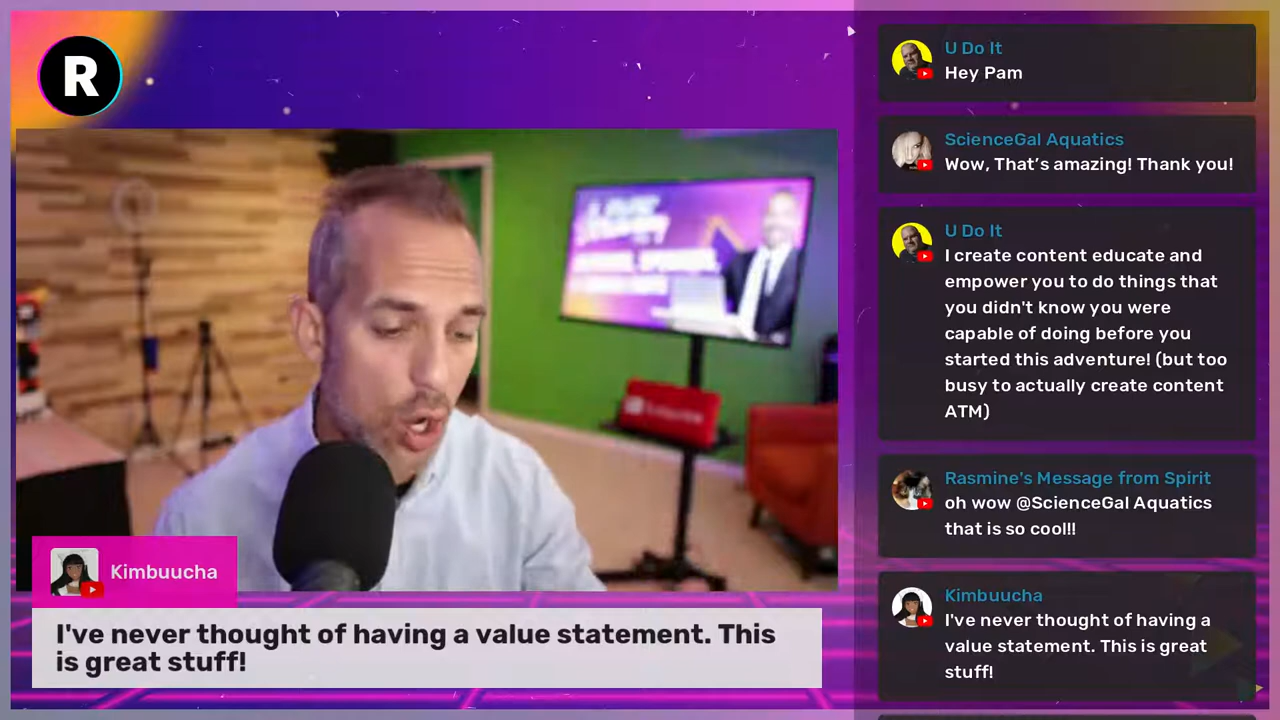 R
Kimbuucha
I've never thought of having a value statement. This
is great stuff!
U Do It
Hey Pam
ScienceGal Aquatics
Wow, That’s amazing! Thank you!
U Do It
I create content educate and
empower you to do things that
you didn't know you were
capable of doing before you
started this adventure! (but too
busy to actually create content
ATM)
Rasmine's Message from Spirit
oh wow @ScienceGal Aquatics
that is so cool!!
Kimbuucha
I've never thought of having a
value statement. This is great
stuff!